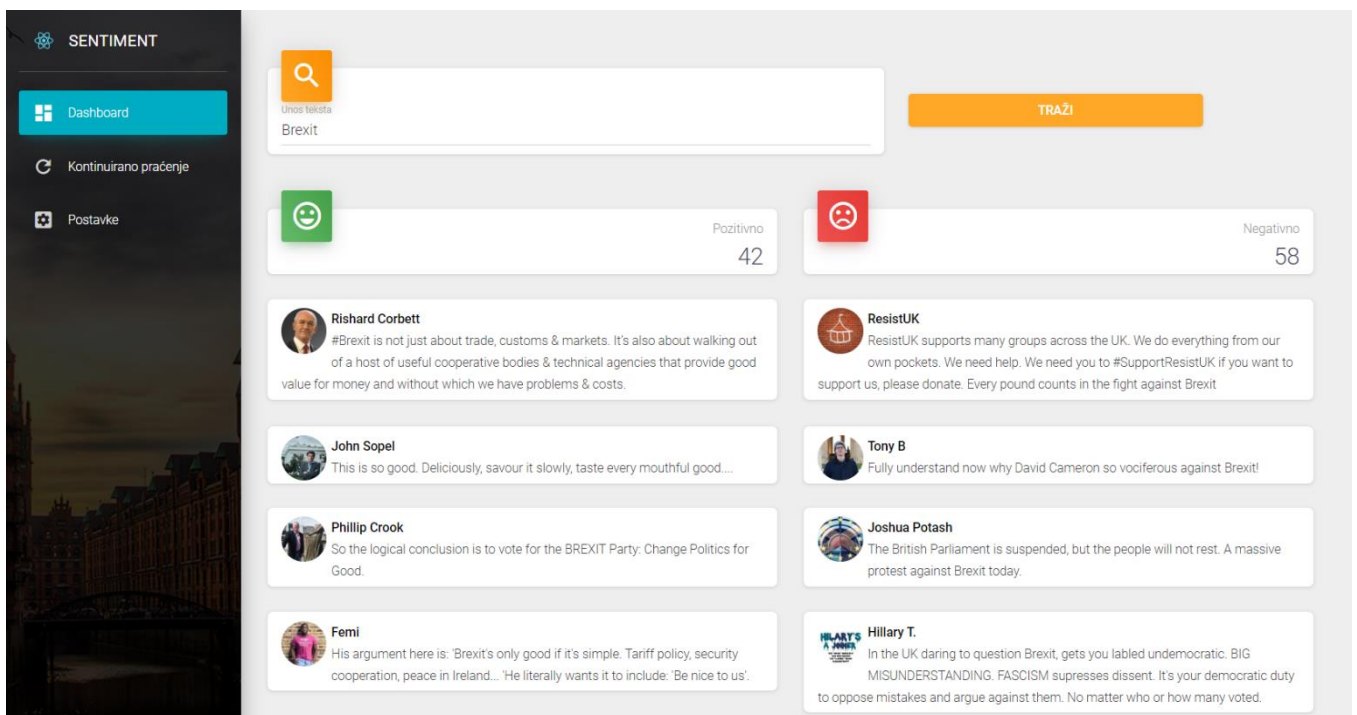 SENTIMENT
Dashboard
Kontinuirano praćenje
Postavke
Unos teksta
Brexit
TRAŽI
Pozitivno
42
Negativno
58
Rishard Corbett
#Brexit is not just about trade, customs & markets. It's also about walking out
of a host of useful cooperative bodies & technical agencies that provide good
value for money and without which we have problems & costs.
ResistUK
ResistUK supports many groups across the UK. We do everything from our
own pockets. We need help. We need you to #SupportResistUK if you want to
support us, please donate. Every pound counts in the fight against Brexit
John Sopel
This is so good. Deliciously, savour it slowly, taste every mouthful good....
Tony B
Fully understand now why David Cameron so vociferous against Brexit!
Phillip Crook
So the logical conclusion is to vote for the BREXIT Party: Change Politics for
Good.
Joshua Potash
The British Parliament is suspended, but the people will not rest. A massive
protest against Brexit today.
Femi
His argument here is: 'Brexit's only good if it's simple. Tariff policy, security
cooperation, peace in Ireland... 'He literally wants it to include: 'Be nice to us'.
HILARY'S
A JOHNER
Hillary T.
In the UK daring to question Brexit, gets you labled undemocratic. BIG
MISUNDERSTANDING. FASCISM supresses dissent. It's your democratic duty
to oppose mistakes and argue against them. No matter who or how many voted.